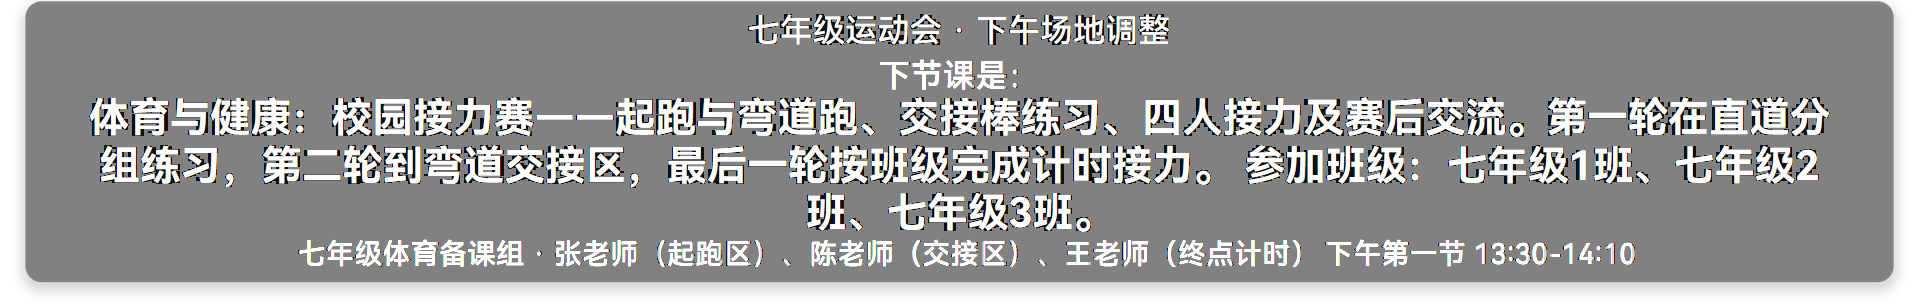 七年级运动会 · 下午场地调整
下节课是：
体育与健康：校园接力赛——起跑与弯道跑、交接棒练习、四人接力及赛后交流。第一轮在直道分
组练习，第二轮到弯道交接区，最后一轮按班级完成计时接力。 参加班级：七年级1班、七年级2
班、七年级3班。
七年级体育备课组 · 张老师（起跑区）、陈老师（交接区）、王老师（终点计时） 下午第一节 13:30-14:10